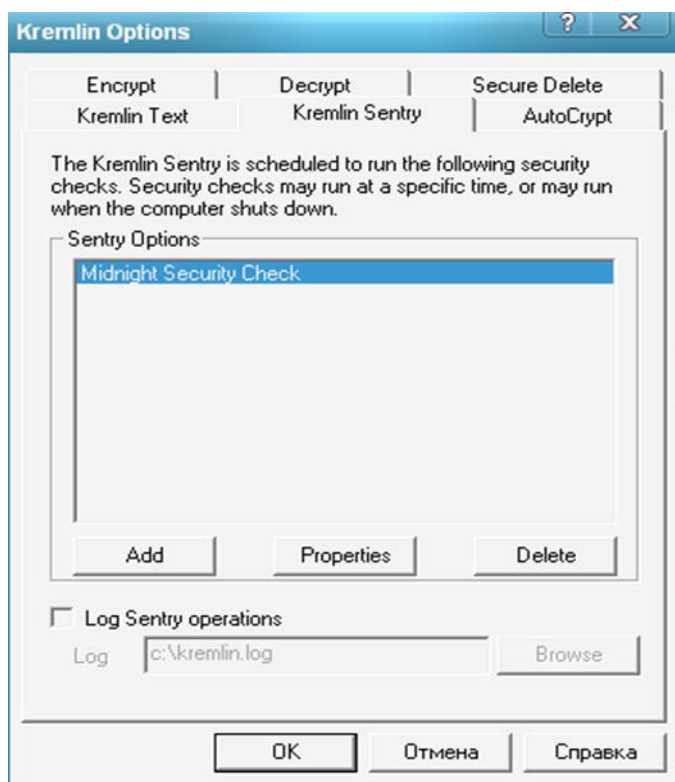 Kremlin Options
? X
Encrypt Decrypt Secure Delete
Kremlin Text Kremlin Sentry AutoCrypt
The Kremlin Sentry is scheduled to run the following security
checks. Security checks may run at a specific time, or may run
when the computer shuts down.
Sentry Options
Midnight Security Check
Add Properties Delete
Log Sentry operations
Log c:\kremlin.log Browse
OK Отмена Справка